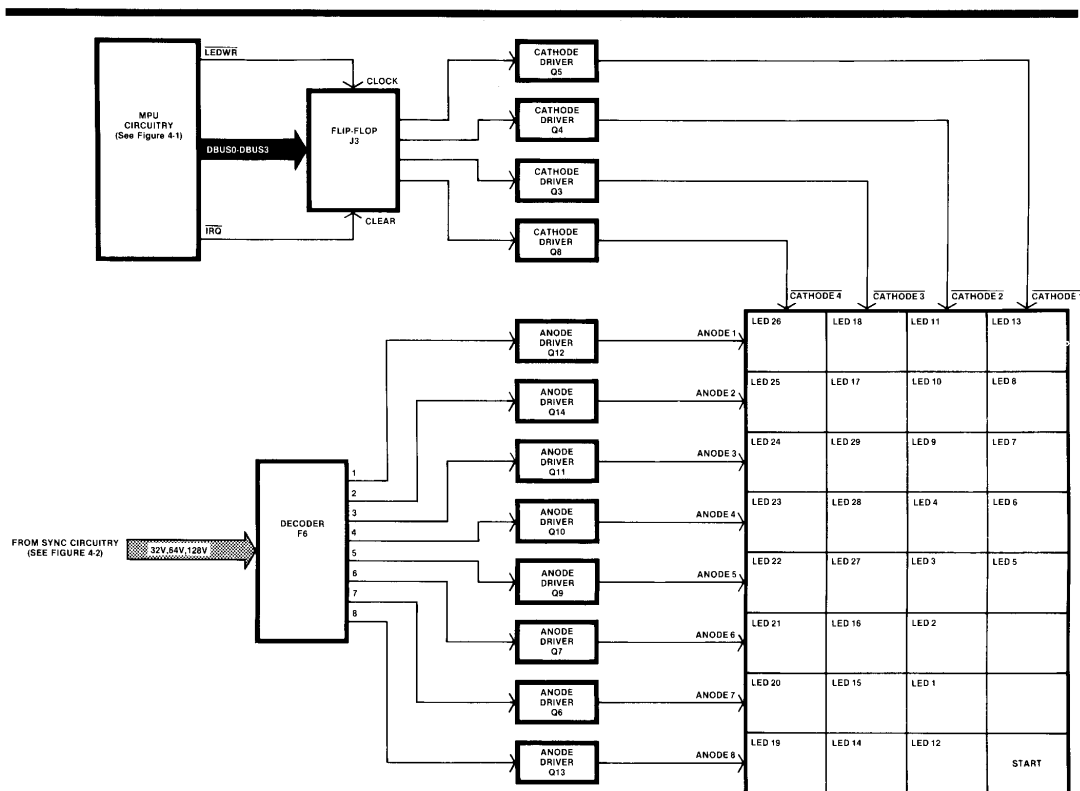 LEDWR
CLOCK
MPU
CIRCUITRY
(See Figure 4-1)
DBUS0-DBUS3
FLIP-FLOP
J3
CLEAR
IRQ
CATHODE
DRIVER
Q5
CATHODE
DRIVER
Q4
CATHODE
DRIVER
Q3
CATHODE
DRIVER
Q8
CATHODE 4
CATHODE 3
CATHODE 2
CATHODE 1
FROM SYNC CIRCUITRY
(SEE FIGURE 4-2)
32V,64V,128V
DECODER
F6
1
2
3
4
5
6
7
8
ANODE
DRIVER
Q12
ANODE
DRIVER
Q14
ANODE
DRIVER
Q11
ANODE
DRIVER
Q10
ANODE
DRIVER
Q9
ANODE
DRIVER
Q7
ANODE
DRIVER
Q6
ANODE
DRIVER
Q13
ANODE 1
LED 26 LED 18 LED 11 LED 13
ANODE 2
LED 25 LED 17 LED 10 LED 8
ANODE 3
LED 24 LED 29 LED 9 LED 7
ANODE 4
LED 23 LED 28 LED 4 LED 6
ANODE 5
LED 22 LED 27 LED 3 LED 5
ANODE 6
LED 21 LED 16 LED 2
ANODE 7
LED 20 LED 15 LED 1
ANODE 8
LED 19 LED 14 LED 12 START